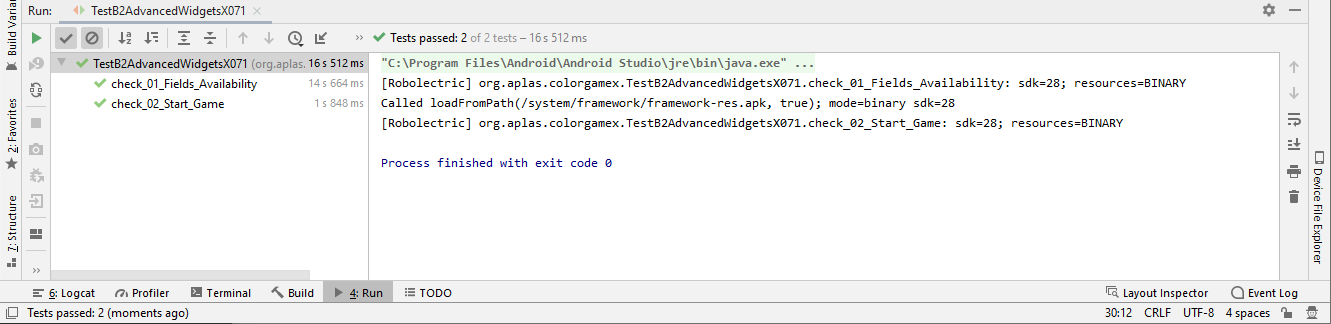 Run: TestB2AdvancedWidgetsX071
Tests passed: 2 of 2 tests – 16 s 512 ms
TestB2AdvancedWidgetsX071 (org.aplas. 16 s 512 ms
check_01_Fields_Availability 14 s 664 ms
check_02_Start_Game 1 s 848 ms
"C:\Program Files\Android\Android Studio\jre\bin\java.exe" ...
[Robolectric] org.aplas.colorgamex.TestB2AdvancedWidgetsX071.check_01_Fields_Availability: sdk=28; resources=BINARY
Called loadFromPath(/system/framework/framework-res.apk, true); mode=binary sdk=28
[Robolectric] org.aplas.colorgamex.TestB2AdvancedWidgetsX071.check_02_Start_Game: sdk=28; resources=BINARY
Process finished with exit code 0
Build Varia
2: Favorites
7: Structure
Device File Explorer
6: Logcat Profiler Terminal Build 4: Run TODO Layout Inspector Event Log
Tests passed: 2 (moments ago) 30:12 CRLF UTF-8 4 spaces